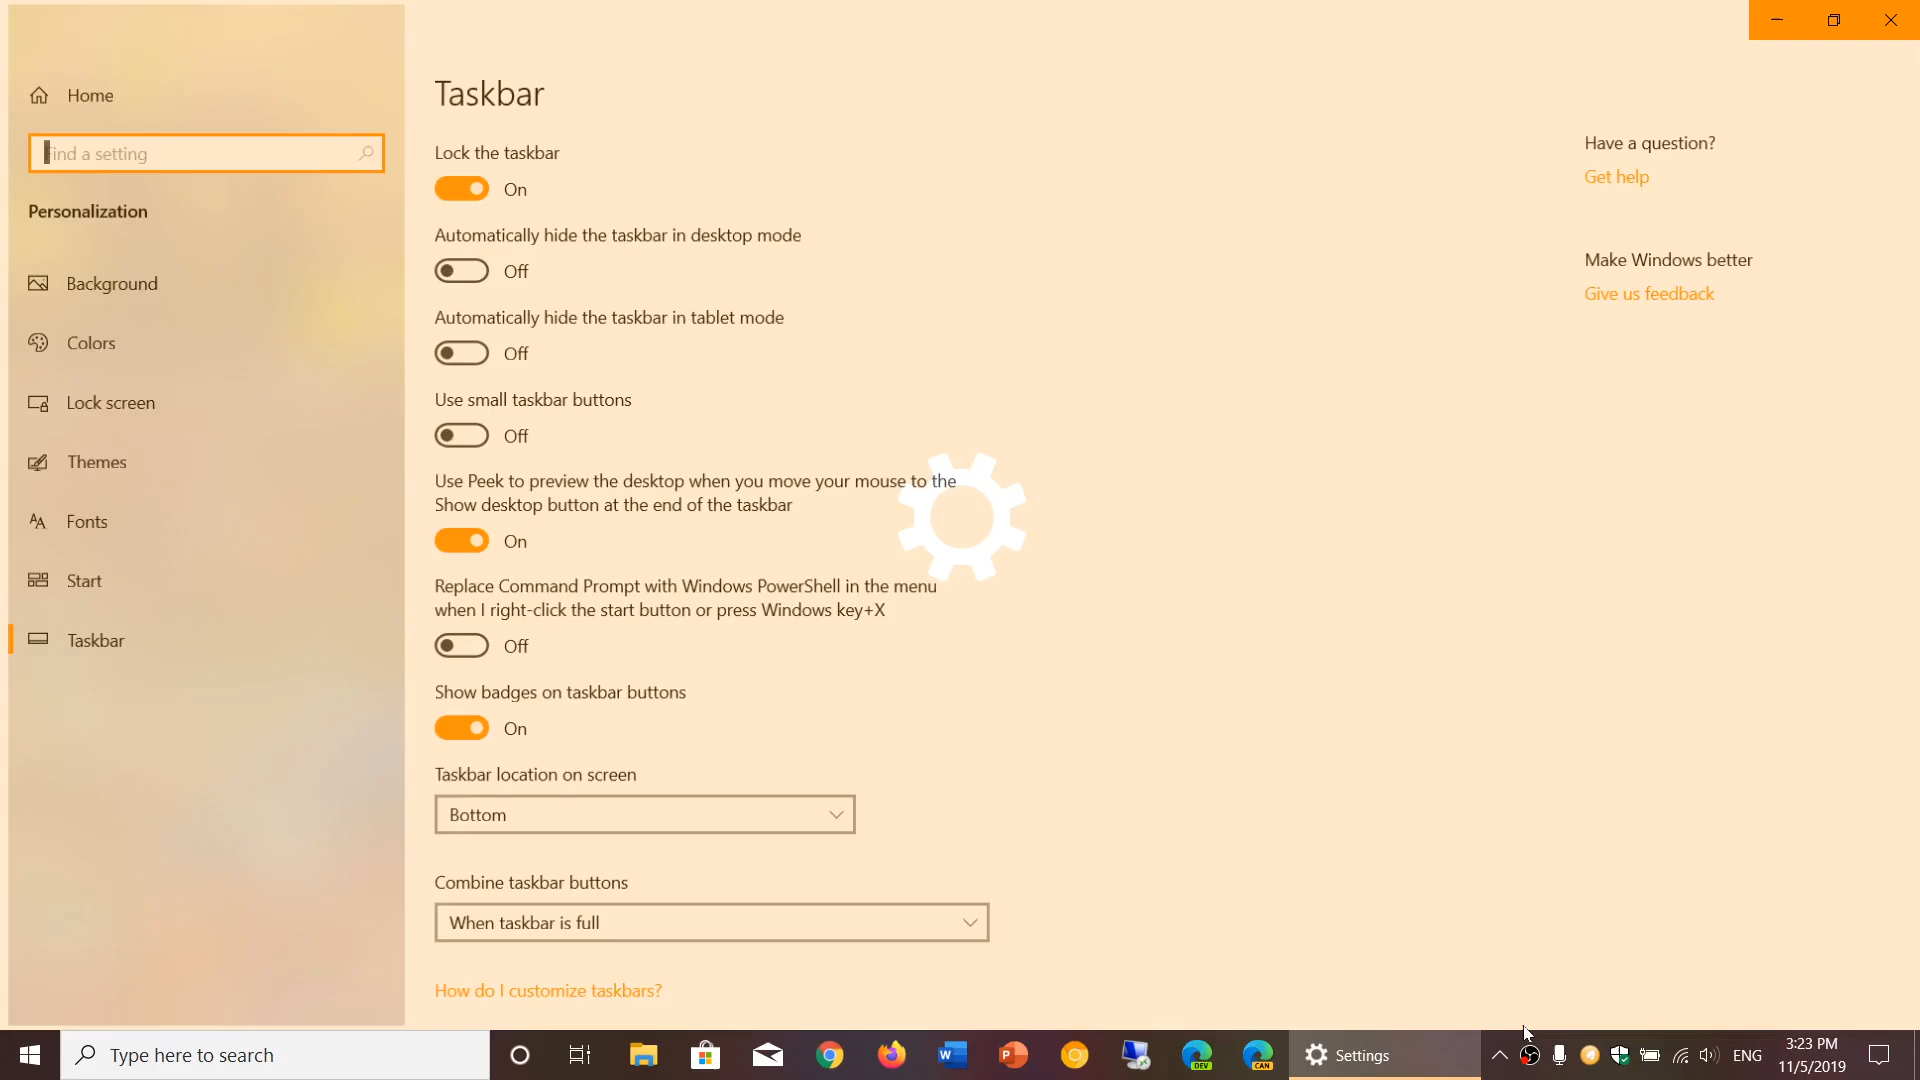 Home
Find a setting
Personalization
Background
Colors
Lock screen
Themes
Fonts
Start
Taskbar
Taskbar
Lock the taskbar
On
Automatically hide the taskbar in desktop mode
Off
Automatically hide the taskbar in tablet mode
Off
Use small taskbar buttons
Off
Use Peek to preview the desktop when you move your mouse to the
Show desktop button at the end of the taskbar
On
Replace Command Prompt with Windows PowerShell in the menu
when I right-click the start button or press Windows key+X
Off
Show badges on taskbar buttons
On
Taskbar location on screen
Bottom
Combine taskbar buttons
When taskbar is full
How do I customize taskbars?
Have a question?
Get help
Make Windows better
Give us feedback
Type here to search
W
P
DEV
CAN
Settings
ENG
3:23 PM
11/5/2019